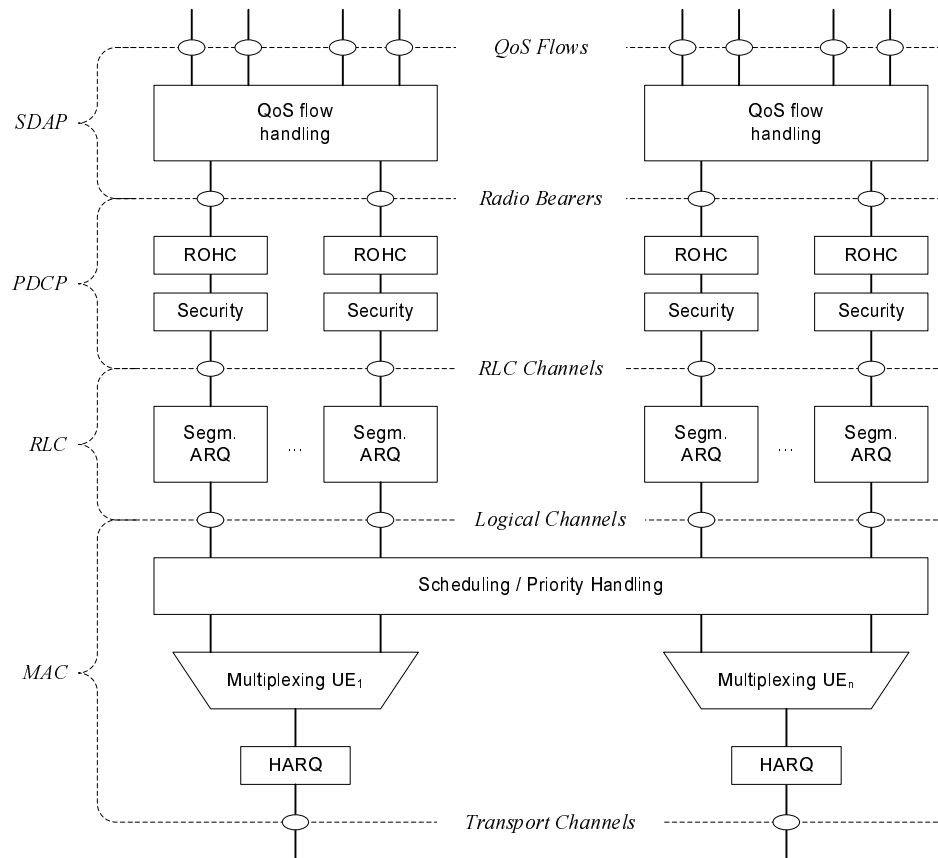 QoS Flows
QoS flow
handling
QoS flow
handling
SDAP
Radio Bearers
ROHC
ROHC
ROHC
ROHC
PDCP
Security
Security
Security
Security
RLC Channels
Segm.
ARQ
...
Segm.
ARQ
Segm.
ARQ
...
Segm.
ARQ
RLC
Logical Channels
Scheduling / Priority Handling
MAC
Multiplexing UE₁
Multiplexing UEₙ
HARQ
HARQ
Transport Channels